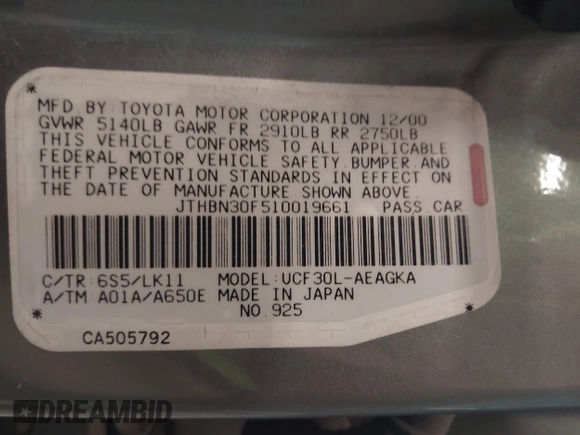 MFD BY: TOYOTA MOTOR CORPORATION 12/00
GVWR 5140LB GAWR FR 2910LB RR 2750LB
THIS VEHICLE CONFORMS TO ALL APPLICABLE
FEDERAL MOTOR VEHICLE SAFETY, BUMPER, AND
THEFT PREVENTION STANDARDS IN EFFECT ON
THE DATE OF MANUFACTURE SHOWN ABOVE.
JTHBN30F510019661 PASS. CAR
C/TR: 6S5/LK11 MODEL: UCF30L-AEAGKA
A/TM: A01A/A650E MADE IN JAPAN
NO. 925
CA505792
DREAMBID